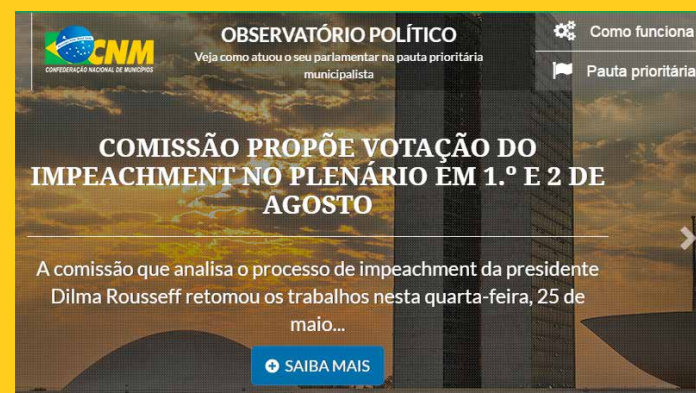 CNM
CONFEDERAÇÃO NACIONAL DE MUNICÍPIOS
OBSERVATÓRIO POLÍTICO
Veja como atuou o seu parlamentar na pauta prioritária
municipalista
Como funciona
Pauta prioritária
COMISSÃO PROPÕE VOTAÇÃO DO
IMPEACHMENT NO PLENÁRIO EM 1.º E 2 DE
AGOSTO
A comissão que analisa o processo de impeachment da presidente
Dilma Rousseff retomou os trabalhos nesta quarta-feira, 25 de
maio...
SAIBA MAIS